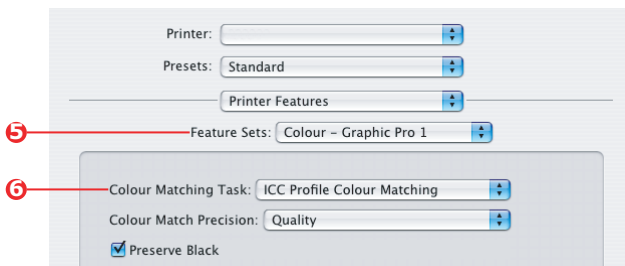 Printer:
Presets: Standard
Printer Features
5 Feature Sets: Colour – Graphic Pro 1
6 Colour Matching Task: ICC Profile Colour Matching
Colour Match Precision: Quality
Preserve Black